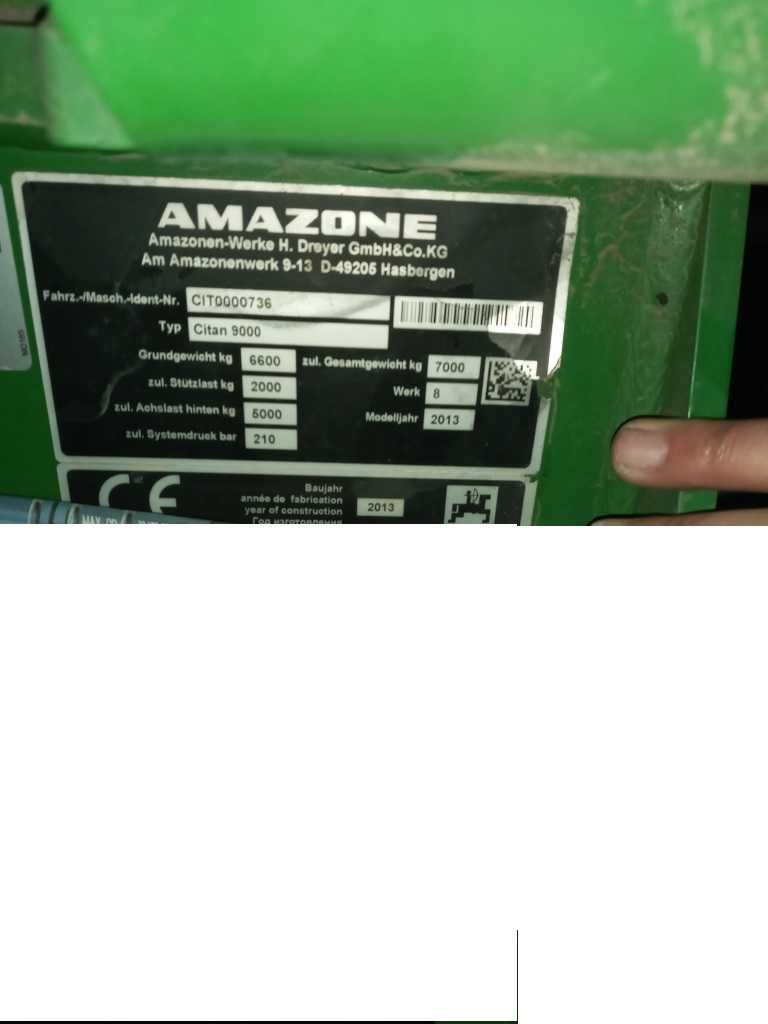 AMAZONE
Amazonen-Werke H. Dreyer GmbH&Co.KG
Am Amazonenwerk 9-13 D-49205 Hasbergen
Fahrz.-/Masch.-Ident-Nr. CIT0000736
Typ Citan 9000
Grundgewicht kg 6600 zul. Gesamtgewicht kg 7000
zul. Stützlast kg 2000 Werk 8
zul. Achslast hinten kg 5000 Modelljahr 2013
zul. Systemdruck bar 210
CE
Baujahr
année de fabrication
year of construction 2013
Год изготовления